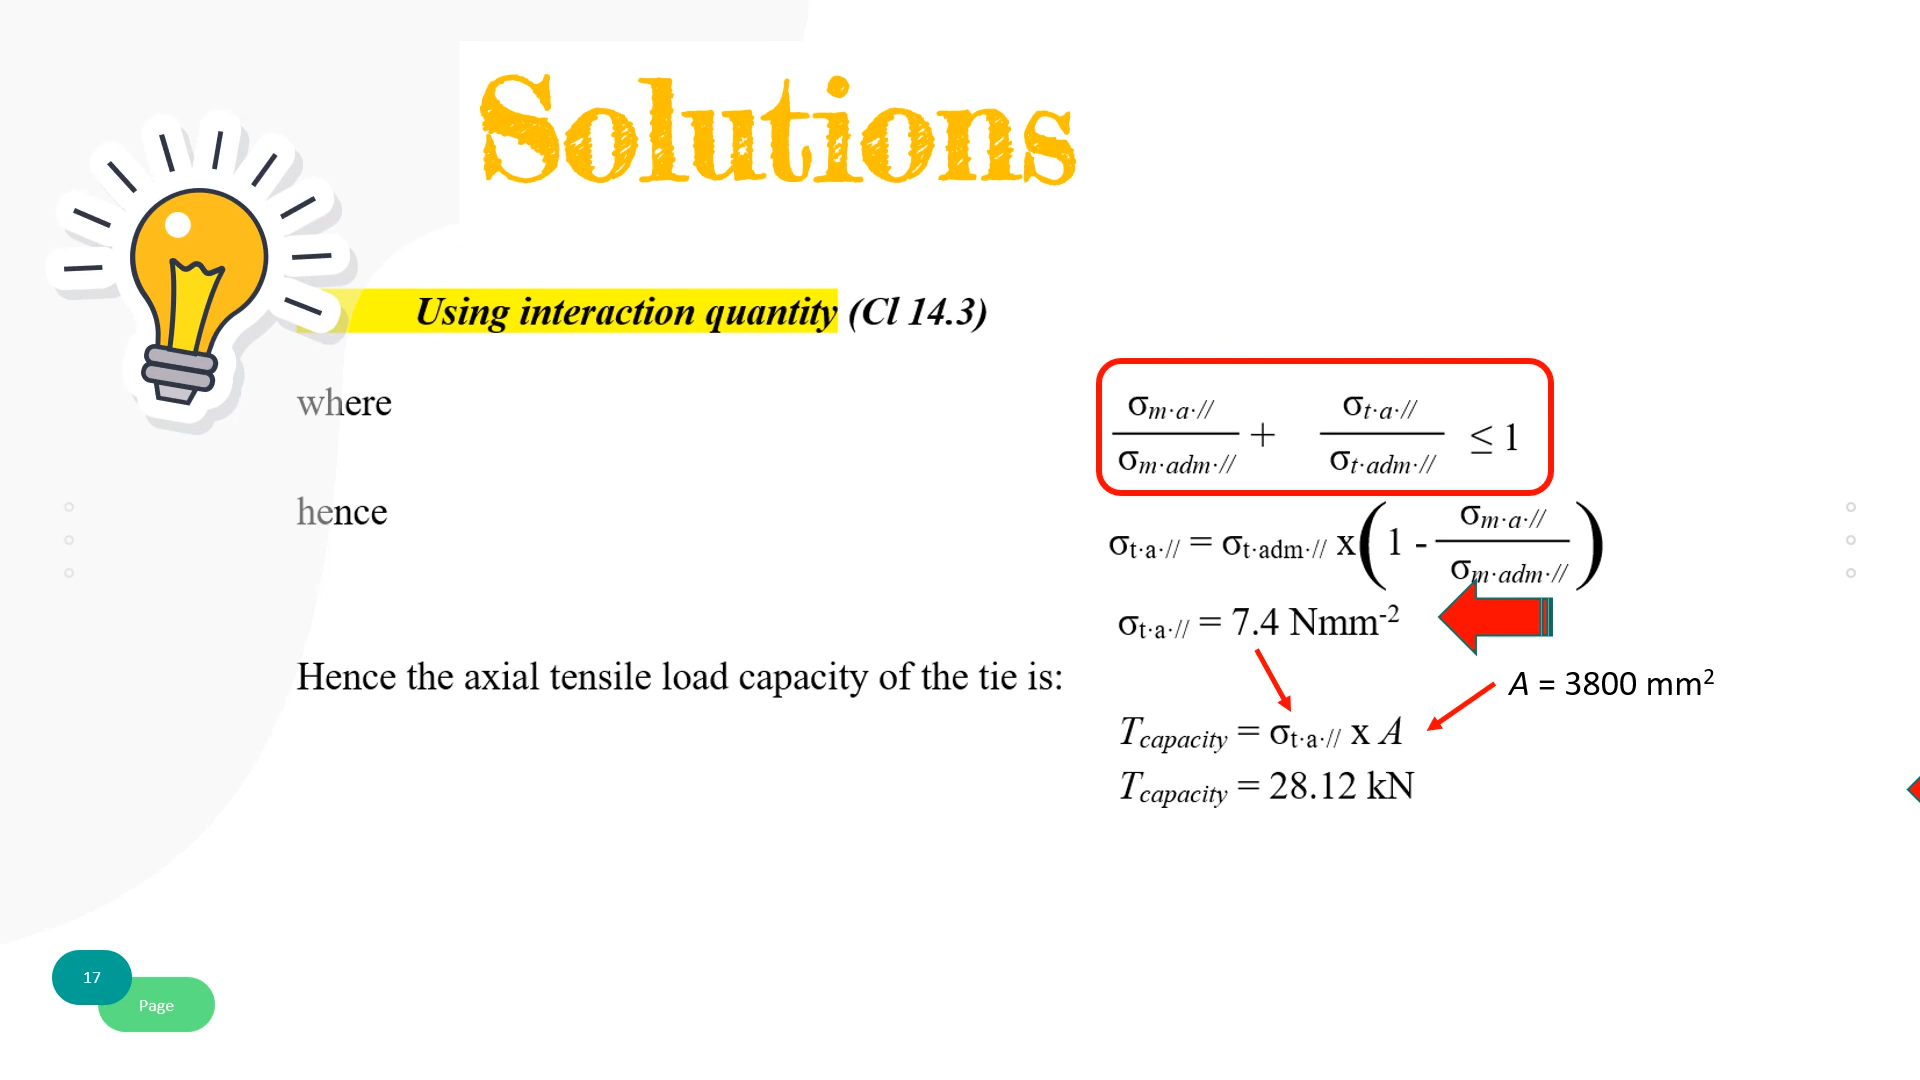 Solutions
Using interaction quantity (Cl 14.3)
where
σm·a·// / σm·adm·// + σt·a·// / σt·adm·// ≤ 1
hence
σt·a·// = σt·adm·// x (1 - σm·a·// / σm·adm·//)
σt·a·// = 7.4 Nmm⁻²
Hence the axial tensile load capacity of the tie is:
A = 3800 mm²
Tcapacity = σt·a·// x A
Tcapacity = 28.12 kN
17
Page